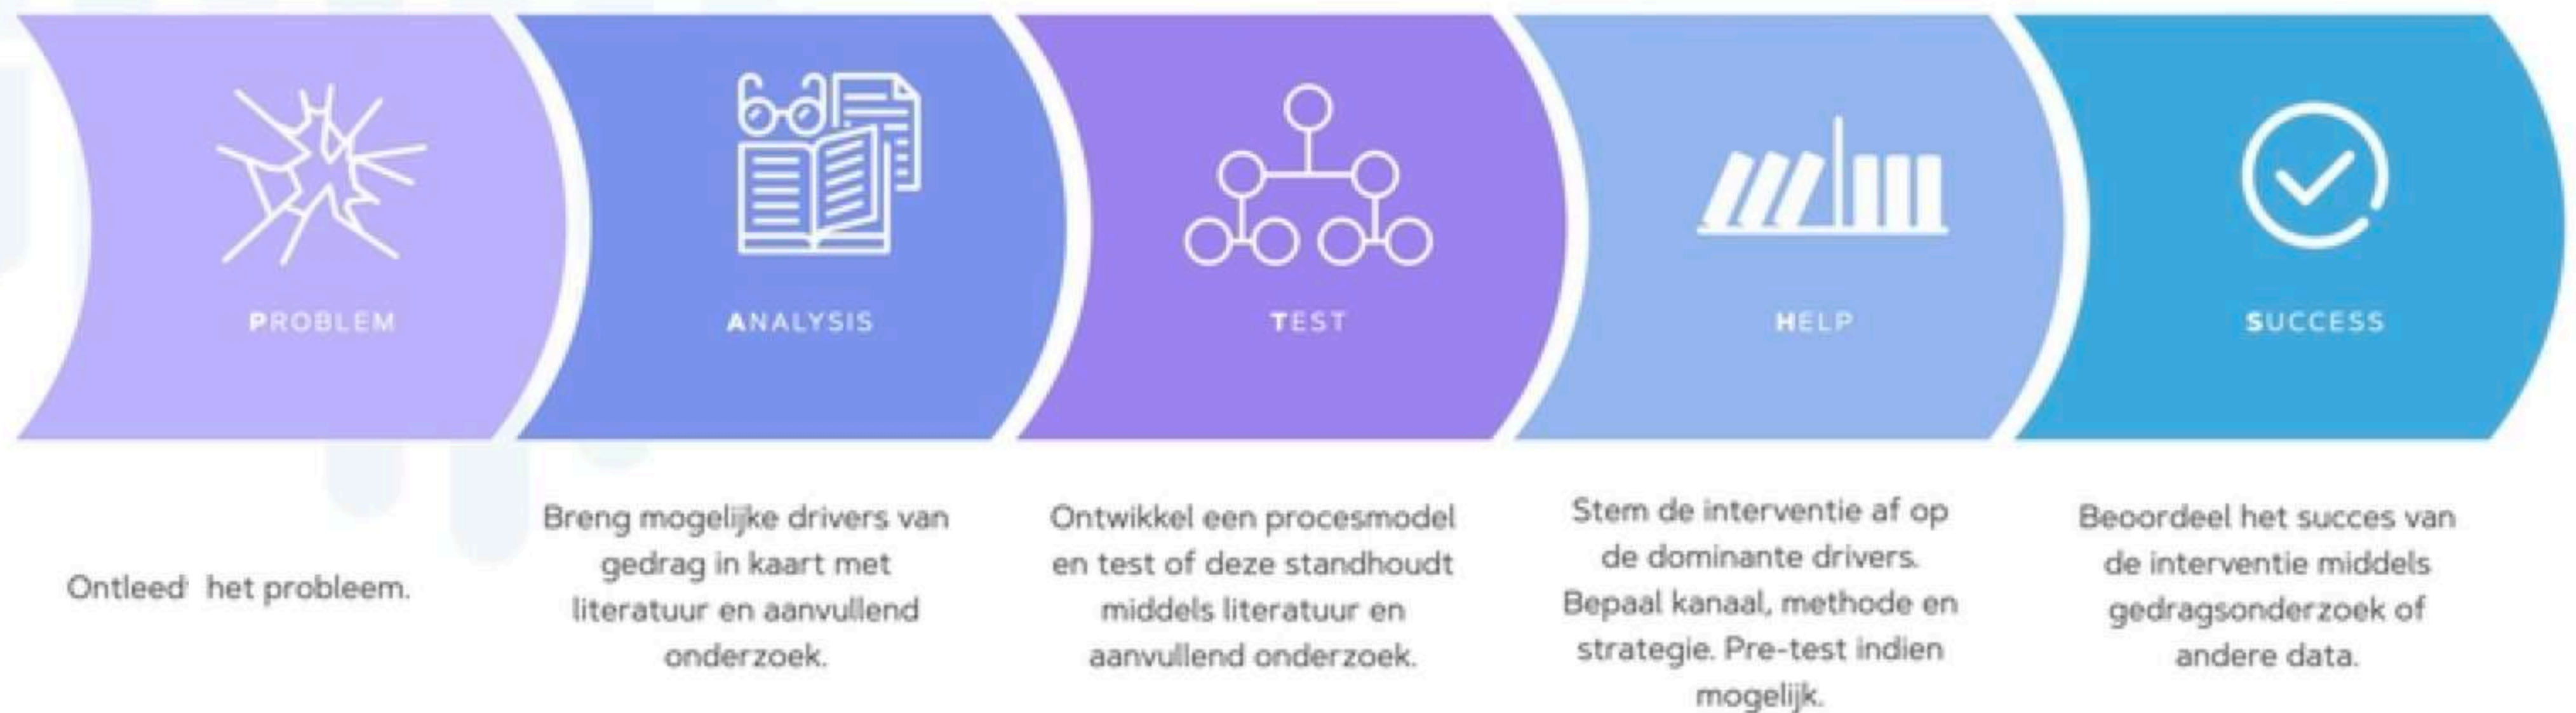 PROBLEM
ANALYSIS
TEST
HELP
SUCCESS
Ontleed het probleem.
Breng mogelijke drivers van
gedrag in kaart met
literatuur en aanvullend
onderzoek.
Ontwikkel een procesmodel
en test of deze standhoudt
middels literatuur en
aanvullend onderzoek.
Stem de interventie af op
de dominante drivers.
Bepaal kanaal, methode en
strategie. Pre-test indien
mogelijk.
Beoordeel het succes van
de interventie middels
gedragsonderzoek of
andere data.